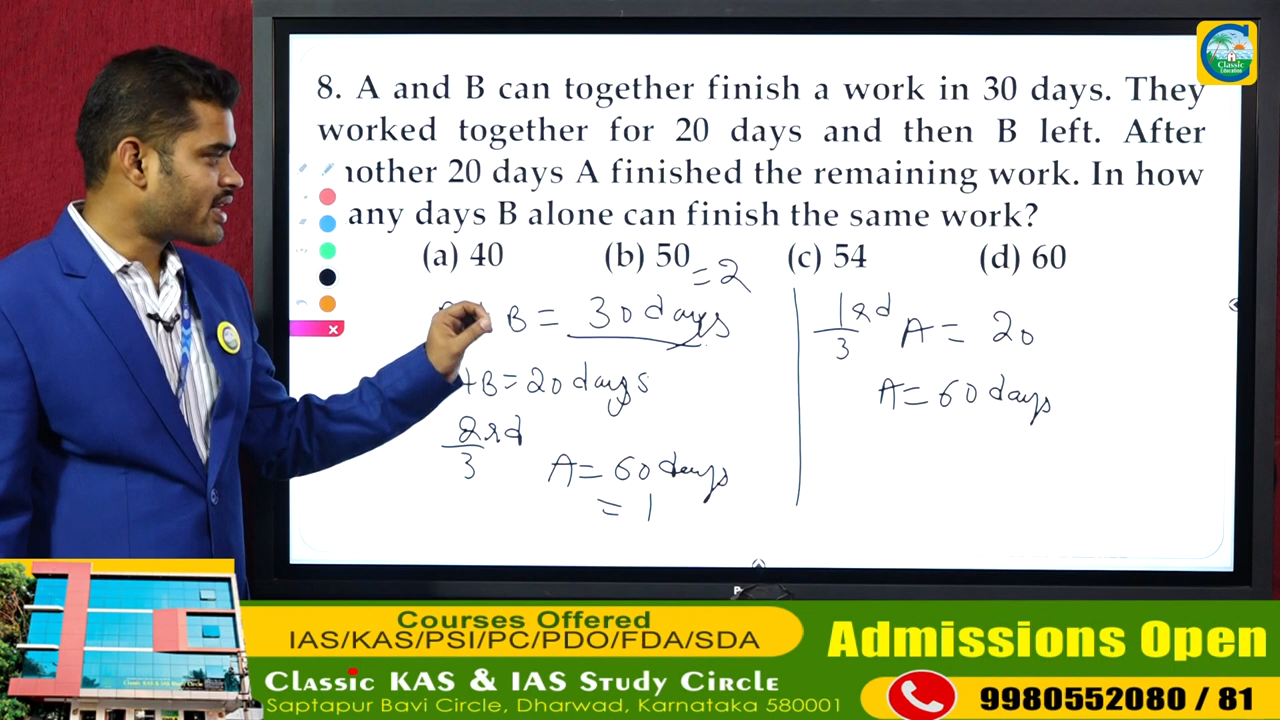 Classic
Education
8. A and B can together finish a work in 30 days. They
worked together for 20 days and then B left. After
nother 20 days A finished the remaining work. In how
any days B alone can finish the same work?
(a) 40 (b) 50 (c) 54 (d) 60
= 2
B = 30 days
+B = 20 days
2rd
3
A = 60 days
= 1
1rd
3
A = 20
A = 60 days
Courses Offered
IAS/KAS/PSI/PC/PDO/FDA/SDA
Classic KAS & IAS Study Circle
Saptapur Bavi Circle, Dharwad, Karnataka 580001
Admissions Open
9980552080 / 81